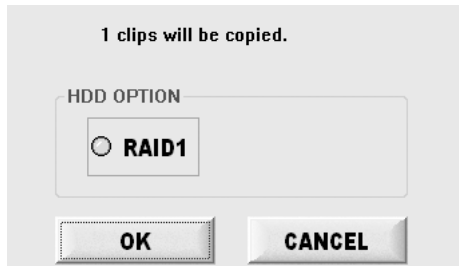 1 clips will be copied.
HDD OPTION
RAID1
OK
CANCEL